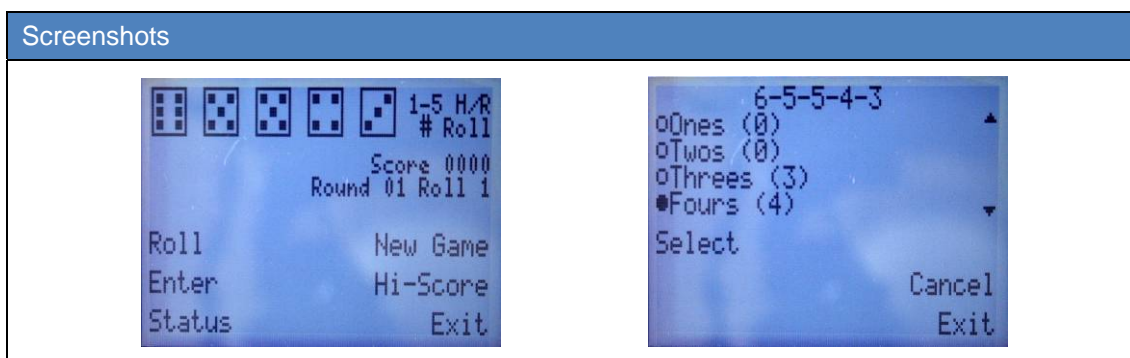 Screenshots
1-5 H/R
# Roll
Score 0000
Round 01 Roll 1
Roll New Game
Enter Hi-Score
Status Exit
6-5-5-4-3
Ones (0)
Twos (0)
Threes (3)
Fours (4)
Select
Cancel
Exit